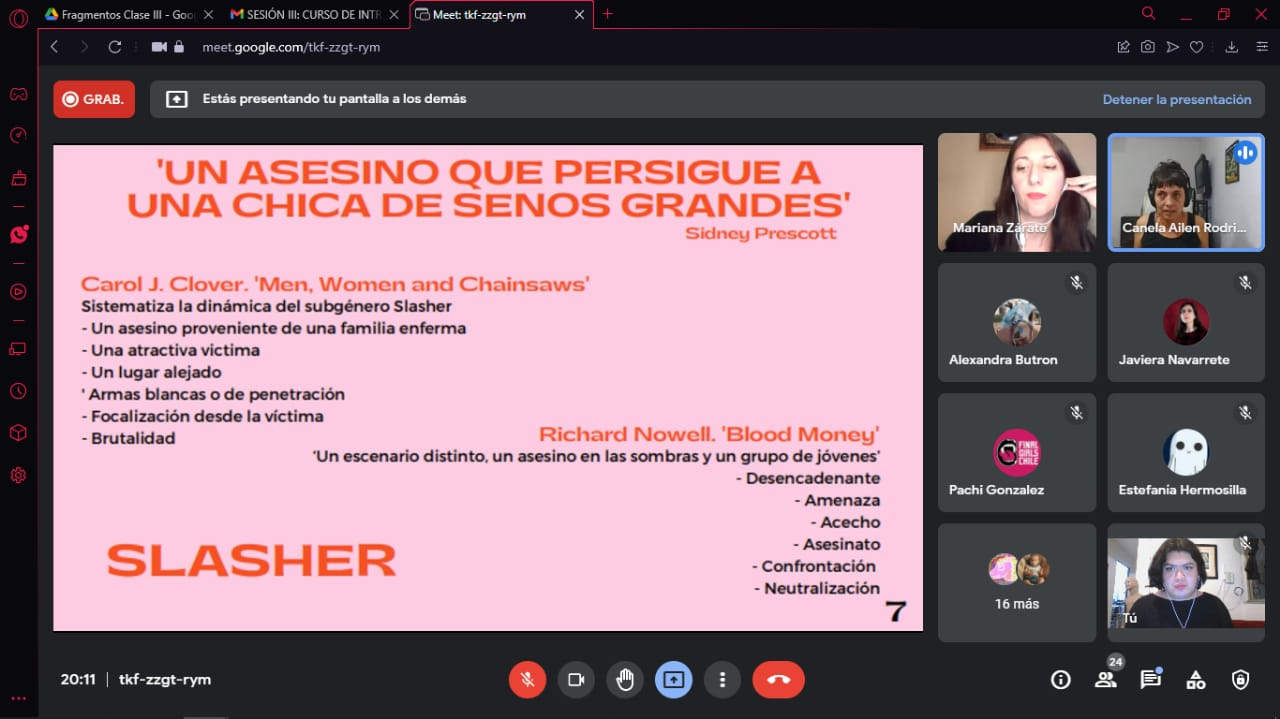 Fragmentos Clase III - Goo
SESIÓN III: CURSO DE INTR
Meet: tkf-zzgt-rym
meet.google.com/tkf-zzgt-rym
GRAB.
Estás presentando tu pantalla a los demás
Detener la presentación
'UN ASESINO QUE PERSIGUE A
UNA CHICA DE SENOS GRANDES'
Sidney Prescott
Carol J. Clover. 'Men, Women and Chainsaws'
Sistematiza la dinámica del subgénero Slasher
- Un asesino proveniente de una familia enferma
- Una atractiva victima
- Un lugar alejado
' Armas blancas o de penetración
- Focalización desde la víctima
- Brutalidad
Richard Nowell. 'Blood Money'
'Un escenario distinto, un asesino en las sombras y un grupo de jóvenes'
- Desencadenante
- Amenaza
- Acecho
- Asesinato
- Confrontación
- Neutralización
SLASHER
7
Mariana Zárate
Canela Ailen Rodri...
Alexandra Butron
Javiera Navarrete
FINAL GIRLS CHILE
Pachi Gonzalez
Estefanía Hermosilla
16 más
Tú
20:11 | tkf-zzgt-rym
24